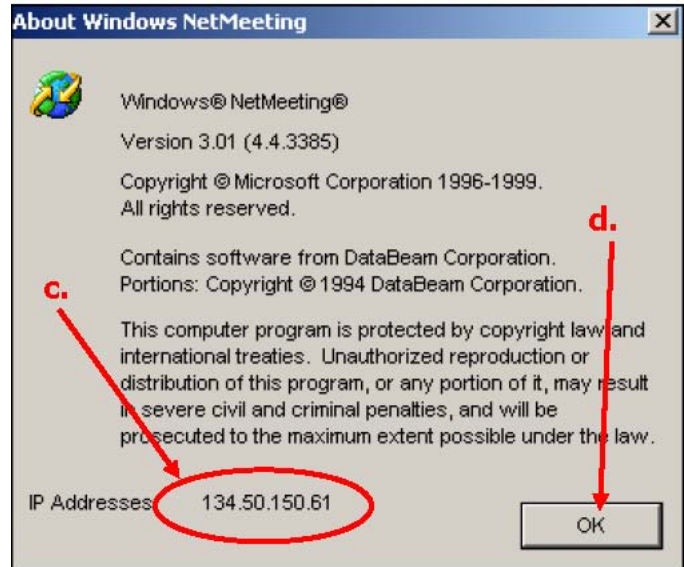 About Windows NetMeeting
Windows® NetMeeting®
Version 3.01 (4.4.3385)
Copyright © Microsoft Corporation 1996-1999.
All rights reserved.
d.
Contains software from DataBeam Corporation.
Portions: Copyright © 1994 DataBeam Corporation.
c.
This computer program is protected by copyright law and
international treaties. Unauthorized reproduction or
distribution of this program, or any portion of it, may result
in severe civil and criminal penalties, and will be
prosecuted to the maximum extent possible under the law.
IP Addresses: 134.50.150.61
OK